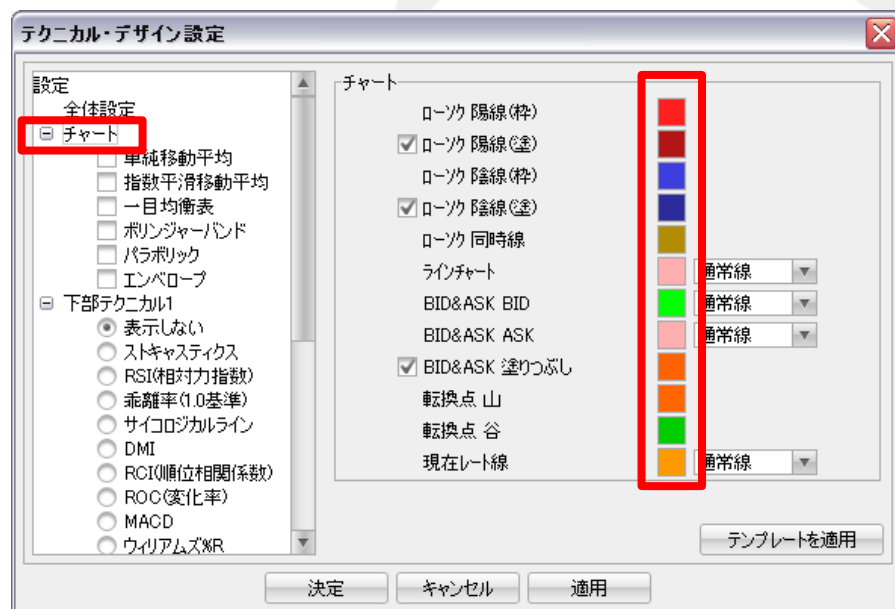 テクニカル・デザイン設定
設定
全体設定
チャート
単純移動平均
指数平滑移動平均
一目均衡表
ボリンジャーバンド
パラボリック
エンベロープ
下部テクニカル1
表示しない
ストキャスティクス
RSI(相対力指数)
乖離率(1.0基準)
サイコロジカルライン
DMI
RCI(順位相関係数)
ROC(変化率)
MACD
ウィリアムズ%R
チャート
ローソク 陽線(枠)
ローソク 陽線(塗)
ローソク 陰線(枠)
ローソク 陰線(塗)
ローソク 同時線
ラインチャート 通常線
BID&ASK BID 通常線
BID&ASK ASK 通常線
BID&ASK 塗りつぶし
転換点 山
転換点 谷
現在レート線 通常線
テンプレートを適用
決定 キャンセル 適用